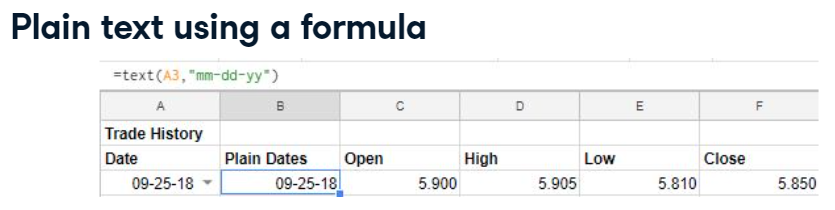 Plain text using a formula
=text(A3,"mm-dd-yy")
A B C D E F
Trade History
Date Plain Dates Open High Low Close
09-25-18 09-25-18 5.900 5.905 5.810 5.850